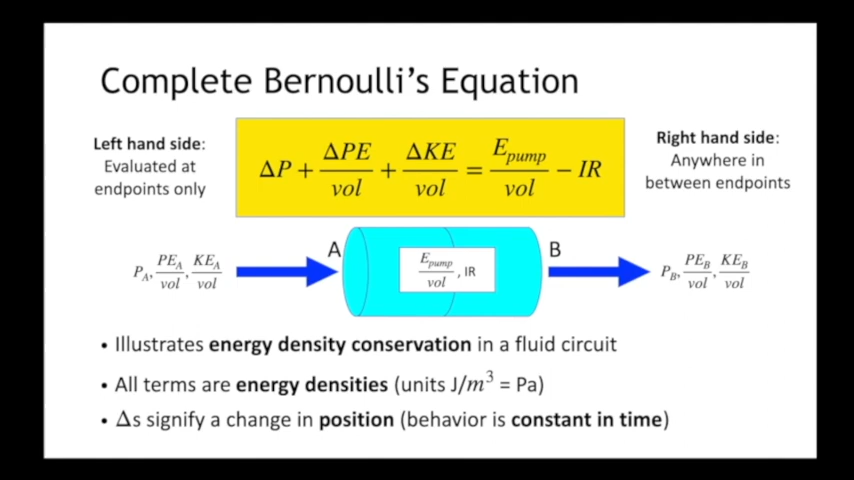 Complete Bernoulli's Equation
Left hand side:
Evaluated at
endpoints only
ΔP + ΔPE/vol + ΔKE/vol = E_pump/vol − IR
Right hand side:
Anywhere in
between endpoints
P_A, PE_A/vol, KE_A/vol
A
E_pump/vol, IR
B
P_B, PE_B/vol, KE_B/vol
• Illustrates energy density conservation in a fluid circuit
• All terms are energy densities (units J/m³ = Pa)
• Δs signify a change in position (behavior is constant in time)